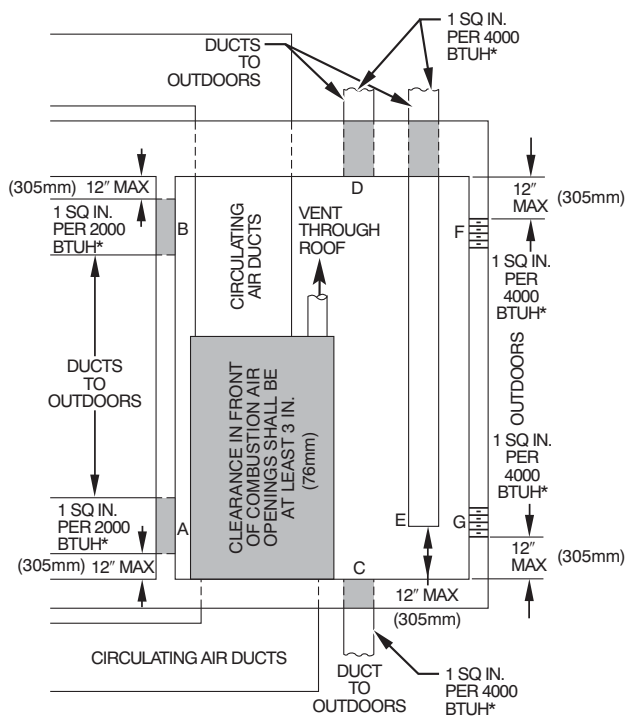 DUCTS
TO
OUTDOORS
1 SQ IN.
PER 4000
BTUH*
(305mm) 12″ MAX
1 SQ IN.
PER 2000
BTUH*
B
D
CIRCULATING
AIR DUCTS
VENT
THROUGH
ROOF
F
12″
MAX
(305mm)
1 SQ IN.
PER
4000
BTUH*
DUCTS
TO
OUTDOORS
CLEARANCE IN FRONT
OF COMBUSTION AIR
OPENINGS SHALL BE
AT LEAST 3 IN.
(76mm)
OUTDOORS
1 SQ IN.
PER
4000
BTUH*
1 SQ IN.
PER 2000
BTUH*
A
E
G
(305mm) 12″ MAX
C
12″
MAX
(305mm)
12″ MAX
(305mm)
CIRCULATING AIR DUCTS
DUCT
TO
OUTDOORS
1 SQ IN.
PER 4000
BTUH*